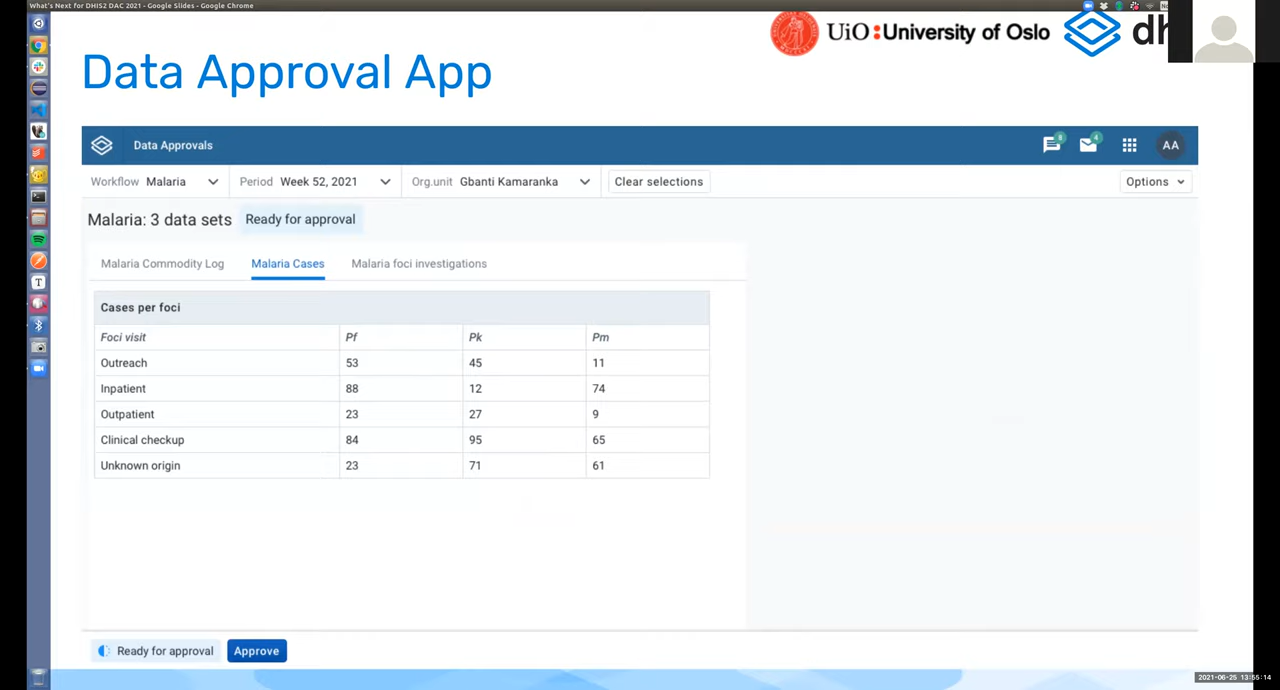 What's Next for DHIS2 DAC 2021 - Google Slides - Google Chrome
UiO:University of Oslo
Data Approval App
Data Approvals
8
4
AA
Workflow Malaria Period Week 52, 2021 Org.unit Gbanti Kamaranka Clear selections Options
Malaria: 3 data sets Ready for approval
Malaria Commodity Log Malaria Cases Malaria foci investigations
Cases per foci
Foci visit Pf Pk Pm
Outreach 53 45 11
Inpatient 88 12 74
Outpatient 23 27 9
Clinical checkup 84 95 65
Unknown origin 23 71 61
Ready for approval Approve
2021-06-25 13:55:14